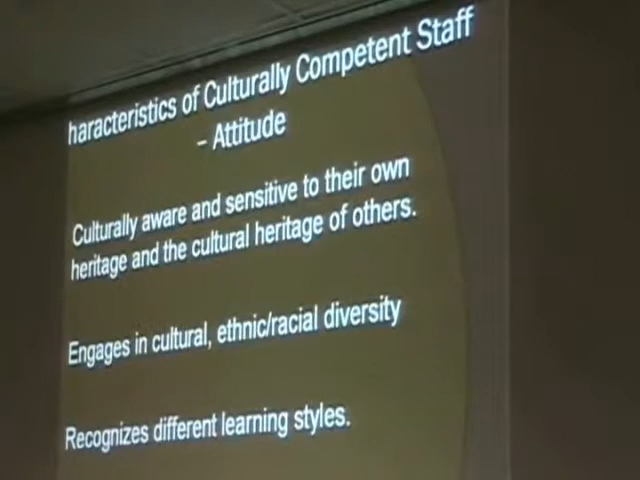 haracteristics of Culturally Competent Staff
– Attitude
Culturally aware and sensitive to their own
heritage and the cultural heritage of others.
Engages in cultural, ethnic/racial diversity
Recognizes different learning styles.